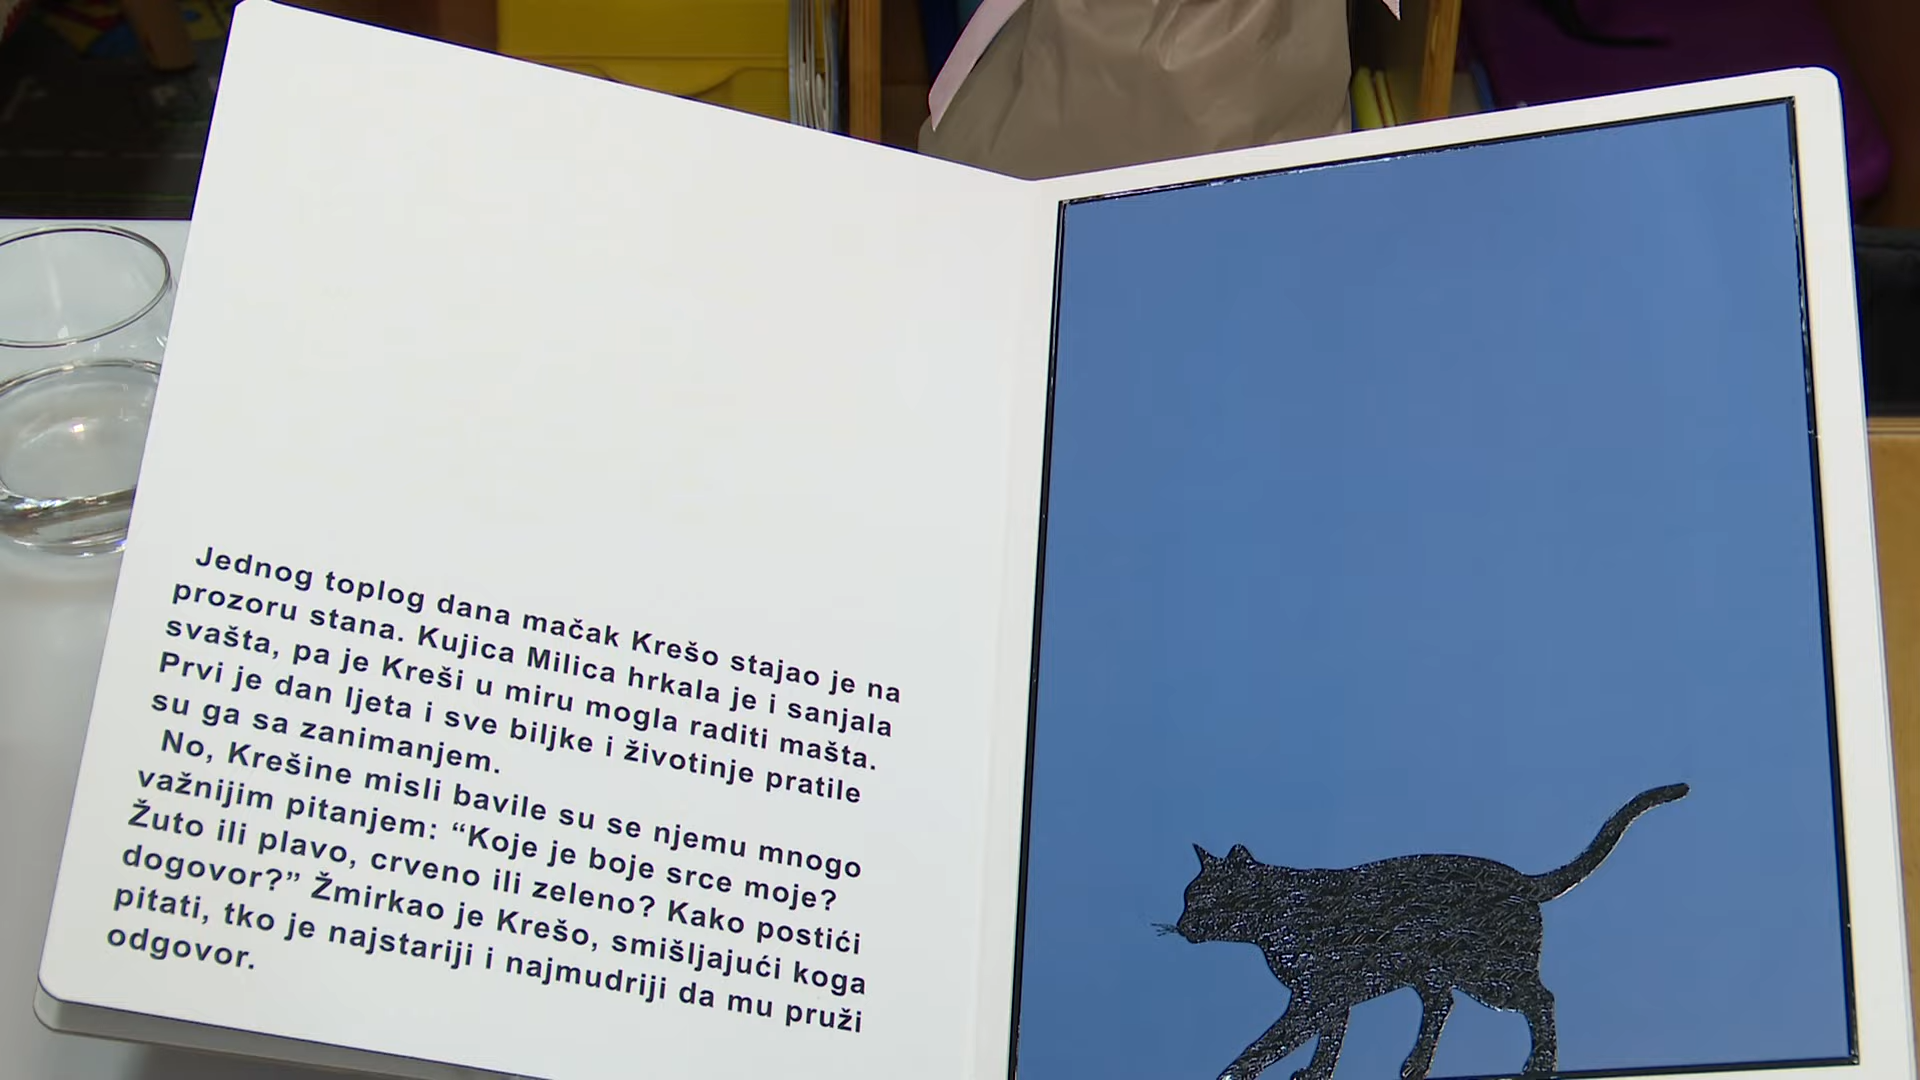 Jednog toplog dana mačak Krešo stajao je na
prozoru stana. Kujica Milica hrkala je i sanjala
svašta, pa je Kreši u miru mogla raditi mašta.
Prvi je dan ljeta i sve biljke i životinje pratile
su ga sa zanimanjem.
No, Krešine misli bavile su se njemu mnogo
važnijim pitanjem: “Koje je boje srce moje?
Žuto ili plavo, crveno ili zeleno? Kako postići
dogovor?” Žmirkao je Krešo, smišljajući koga
pitati, tko je najstariji i najmudriji da mu pruži
odgovor.